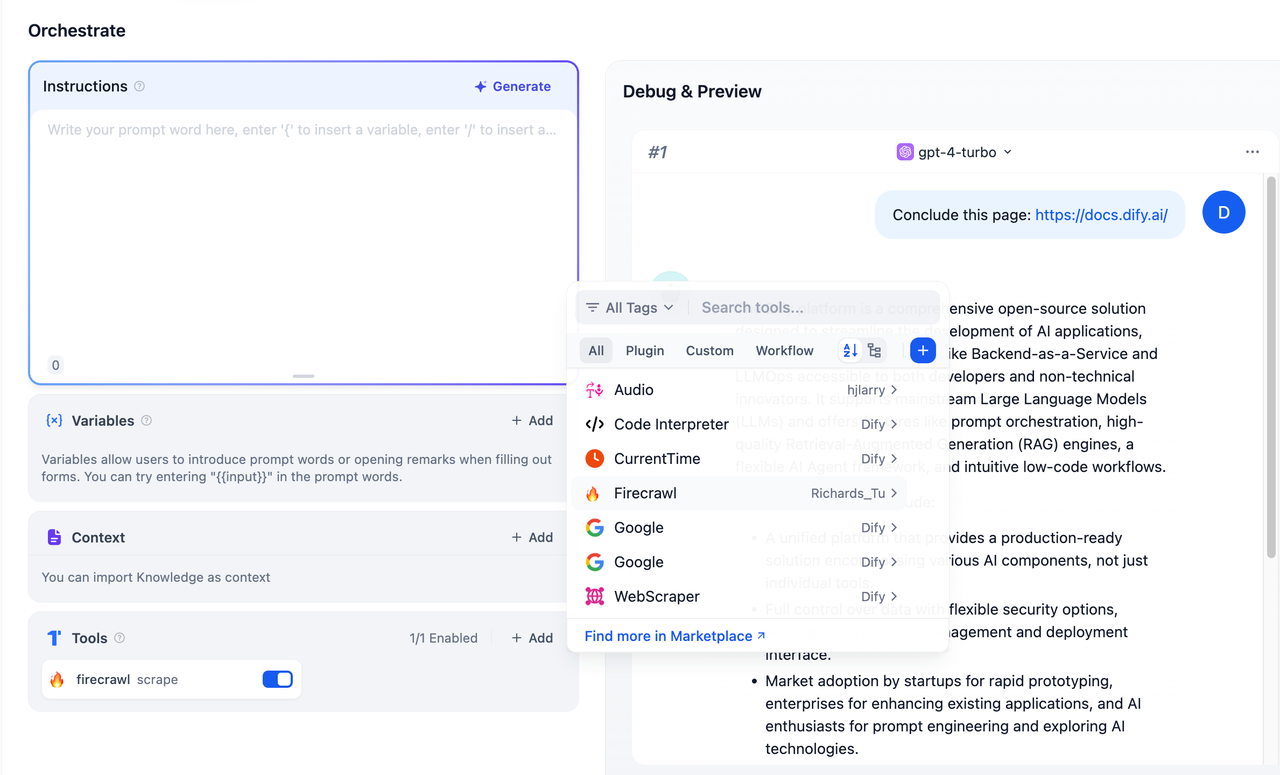 Orchestrate
Instructions
Generate
Write your prompt word here, enter '{' to insert a variable, enter '/' to insert a...
0
Variables
+ Add
Variables allow users to introduce prompt words or opening remarks when filling out
forms. You can try entering "{{input}}" in the prompt words.
Context
+ Add
You can import Knowledge as context
Tools
1/1 Enabled
+ Add
firecrawl scrape
Debug & Preview
#1
gpt-4-turbo
Conclude this page: https://docs.dify.ai/
D
All Tags
Search tools...
All
Plugin
Custom
Workflow
Audio
hjlarry
Code Interpreter
Dify
CurrentTime
Dify
Firecrawl
Richards_Tu
Google
Dify
Google
Dify
WebScraper
Dify
Find more in Marketplace
platform is a comprehensive open-source solution
designed to streamline the development of AI applications,
like Backend-as-a-Service and
LLMOps accessible to both developers and non-technical
innovators. It supports mainstream Large Language Models
(LLMs) and offers features like prompt orchestration, high-
quality Retrieval-Augmented Generation (RAG) engines, a
flexible AI Agent framework, and intuitive low-code workflows.
• A unified platform that provides a production-ready
solution encompassing various AI components, not just
individual tools.
• Full control over data with flexible security options,
and deployment
interface.
• Market adoption by startups for rapid prototyping,
enterprises for enhancing existing applications, and AI
enthusiasts for prompt engineering and exploring AI
technologies.